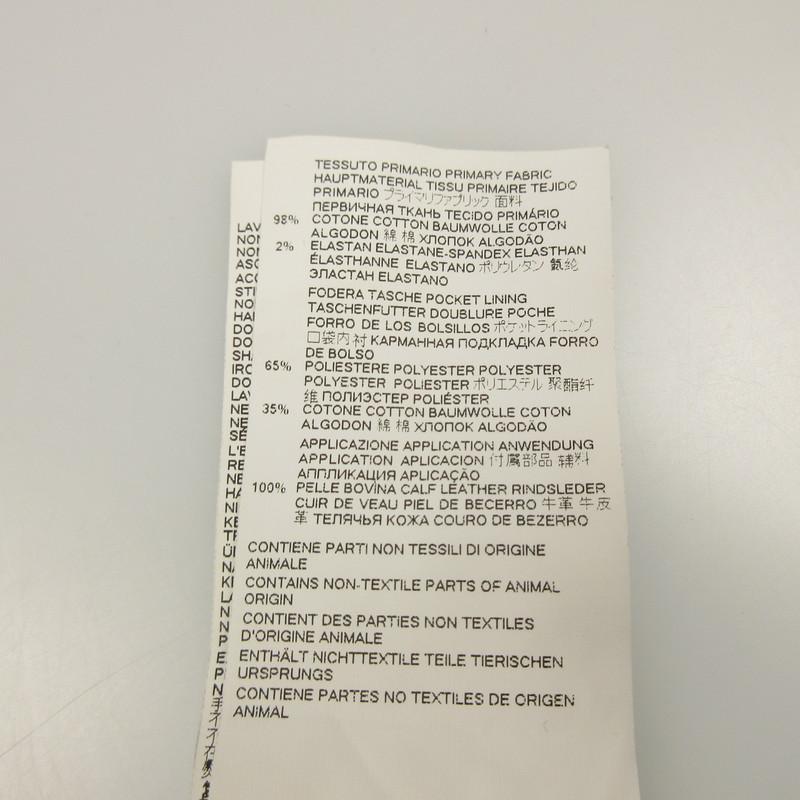 TESSUTO PRIMARIO PRIMARY FABRIC
HAUPTMATERIAL TISSU PRIMAIRE TEJIDO
PRIMARIO プライマリファブリック 面料
ПЕРВИЧНАЯ ТКАНЬ TECIDO PRIMÁRIO
98% COTONE COTTON BAUMWOLLE COTON
ALGODON 綿 棉 ХЛОПОК ALGODÃO
2% ELASTAN ELASTANE-SPANDEX ELASTHAN
ÉLASTHANNE ELASTANO ポリウレタン 氨纶
ЭЛАСТАН ELASTANO
FODERA TASCHE POCKET LINING
TASCHENFUTTER DOUBLURE POCHE
FORRO DE LOS BOLSILLOS ポケットライニング
口袋内衬 КАРМАННАЯ ПОДКЛАДКА FORRO
DE BOLSO
65% POLIESTERE POLYESTER POLYESTER
POLYESTER POLIESTER ポリエステル 聚酯纤
维 ПОЛИЭСТЕР POLIÉSTER
35% COTONE COTTON BAUMWOLLE COTON
ALGODON 綿 棉 ХЛОПОК ALGODÃO
APPLICAZIONE APPLICATION ANWENDUNG
APPLICATION APLICACION 付属部品 辅料
АППЛИКАЦИЯ APLICAÇÃO
100% PELLE BOVINA CALF LEATHER RINDSLEDER
CUIR DE VEAU PIEL DE BECERRO 牛革 牛皮
革 ТЕЛЯЧЬЯ КОЖА COURO DE BEZERRO
CONTIENE PARTI NON TESSILI DI ORIGINE
ANIMALE
CONTAINS NON-TEXTILE PARTS OF ANIMAL
ORIGIN
CONTIENT DES PARTIES NON TEXTILES
D'ORIGINE ANIMALE
ENTHÄLT NICHTTEXTILE TEILE TIERISCHEN
URSPRUNGS
CONTIENE PARTES NO TEXTILES DE ORIGEN
ANIMAL